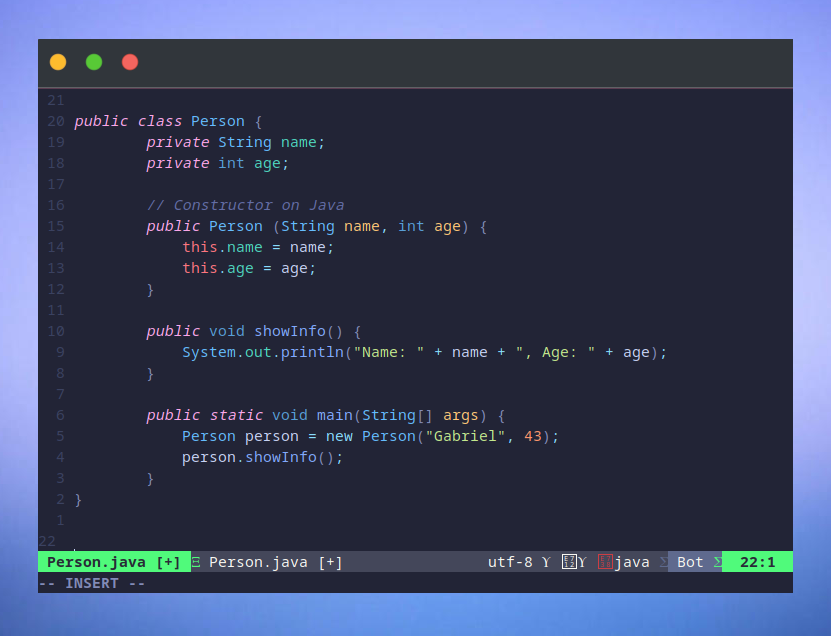 21
20 public class Person {
19 private String name;
18 private int age;
17
16 // Constructor on Java
15 public Person (String name, int age) {
14 this.name = name;
13 this.age = age;
12 }
11
10 public void showInfo() {
9 System.out.println("Name: " + name + ", Age: " + age);
8 }
7
6 public static void main(String[] args) {
5 Person person = new Person("Gabriel", 43);
4 person.showInfo();
3 }
2 }
1
22
Person.java [+] Ξ Person.java [+] utf-8 ϒ ϒ java Σ Bot Σ 22:1
-- INSERT --